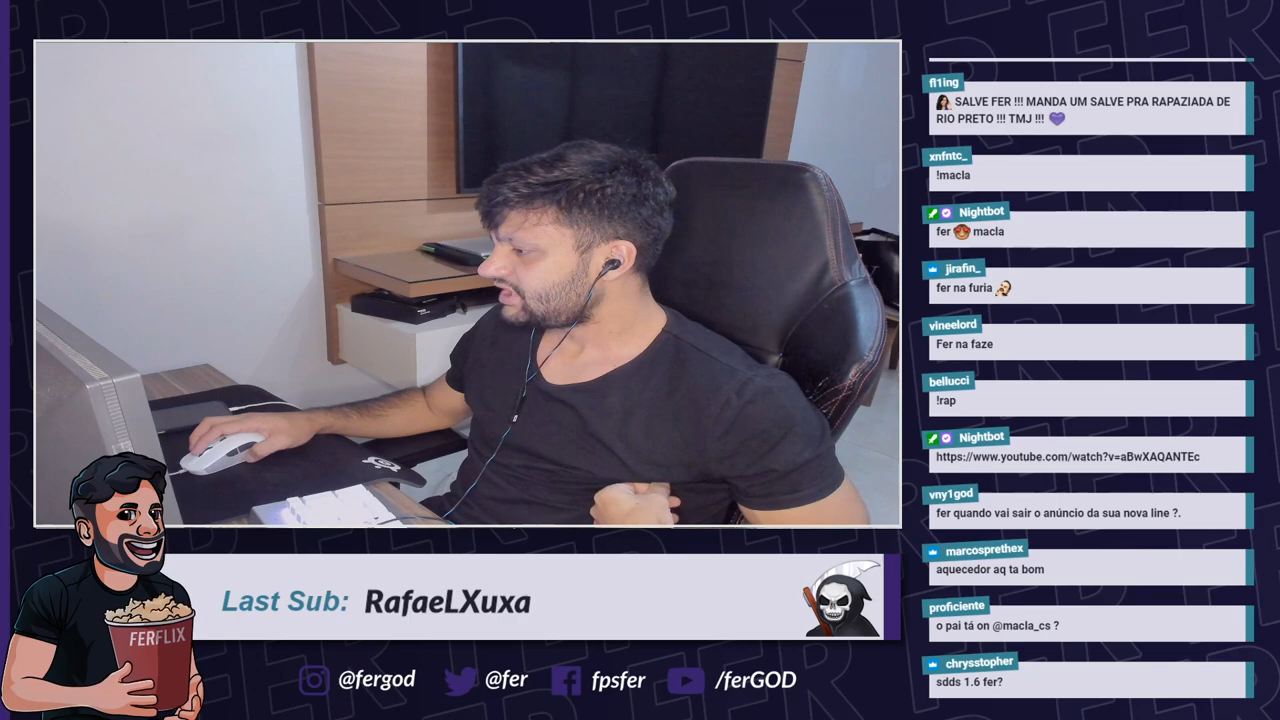 fl1ing
SALVE FER !!! MANDA UM SALVE PRA RAPAZIADA DE
RIO PRETO !!! TMJ !!!
xnfntc_
!macla
Nightbot
fer macla
jirafin_
fer na furia
vineelord
Fer na faze
bellucci
!rap
Nightbot
https://www.youtube.com/watch?v=aBwXAQANTEc
vny1god
fer quando vai sair o anúncio da sua nova line ?.
marcosprethex
aquecedor aq ta bom
proficiente
o pai tá on @macla_cs ?
chrysstopher
sdds 1.6 fer?
Last Sub: RafaeLXuxa
FERFLIX
@fergod @fer fpsfer /ferGOD